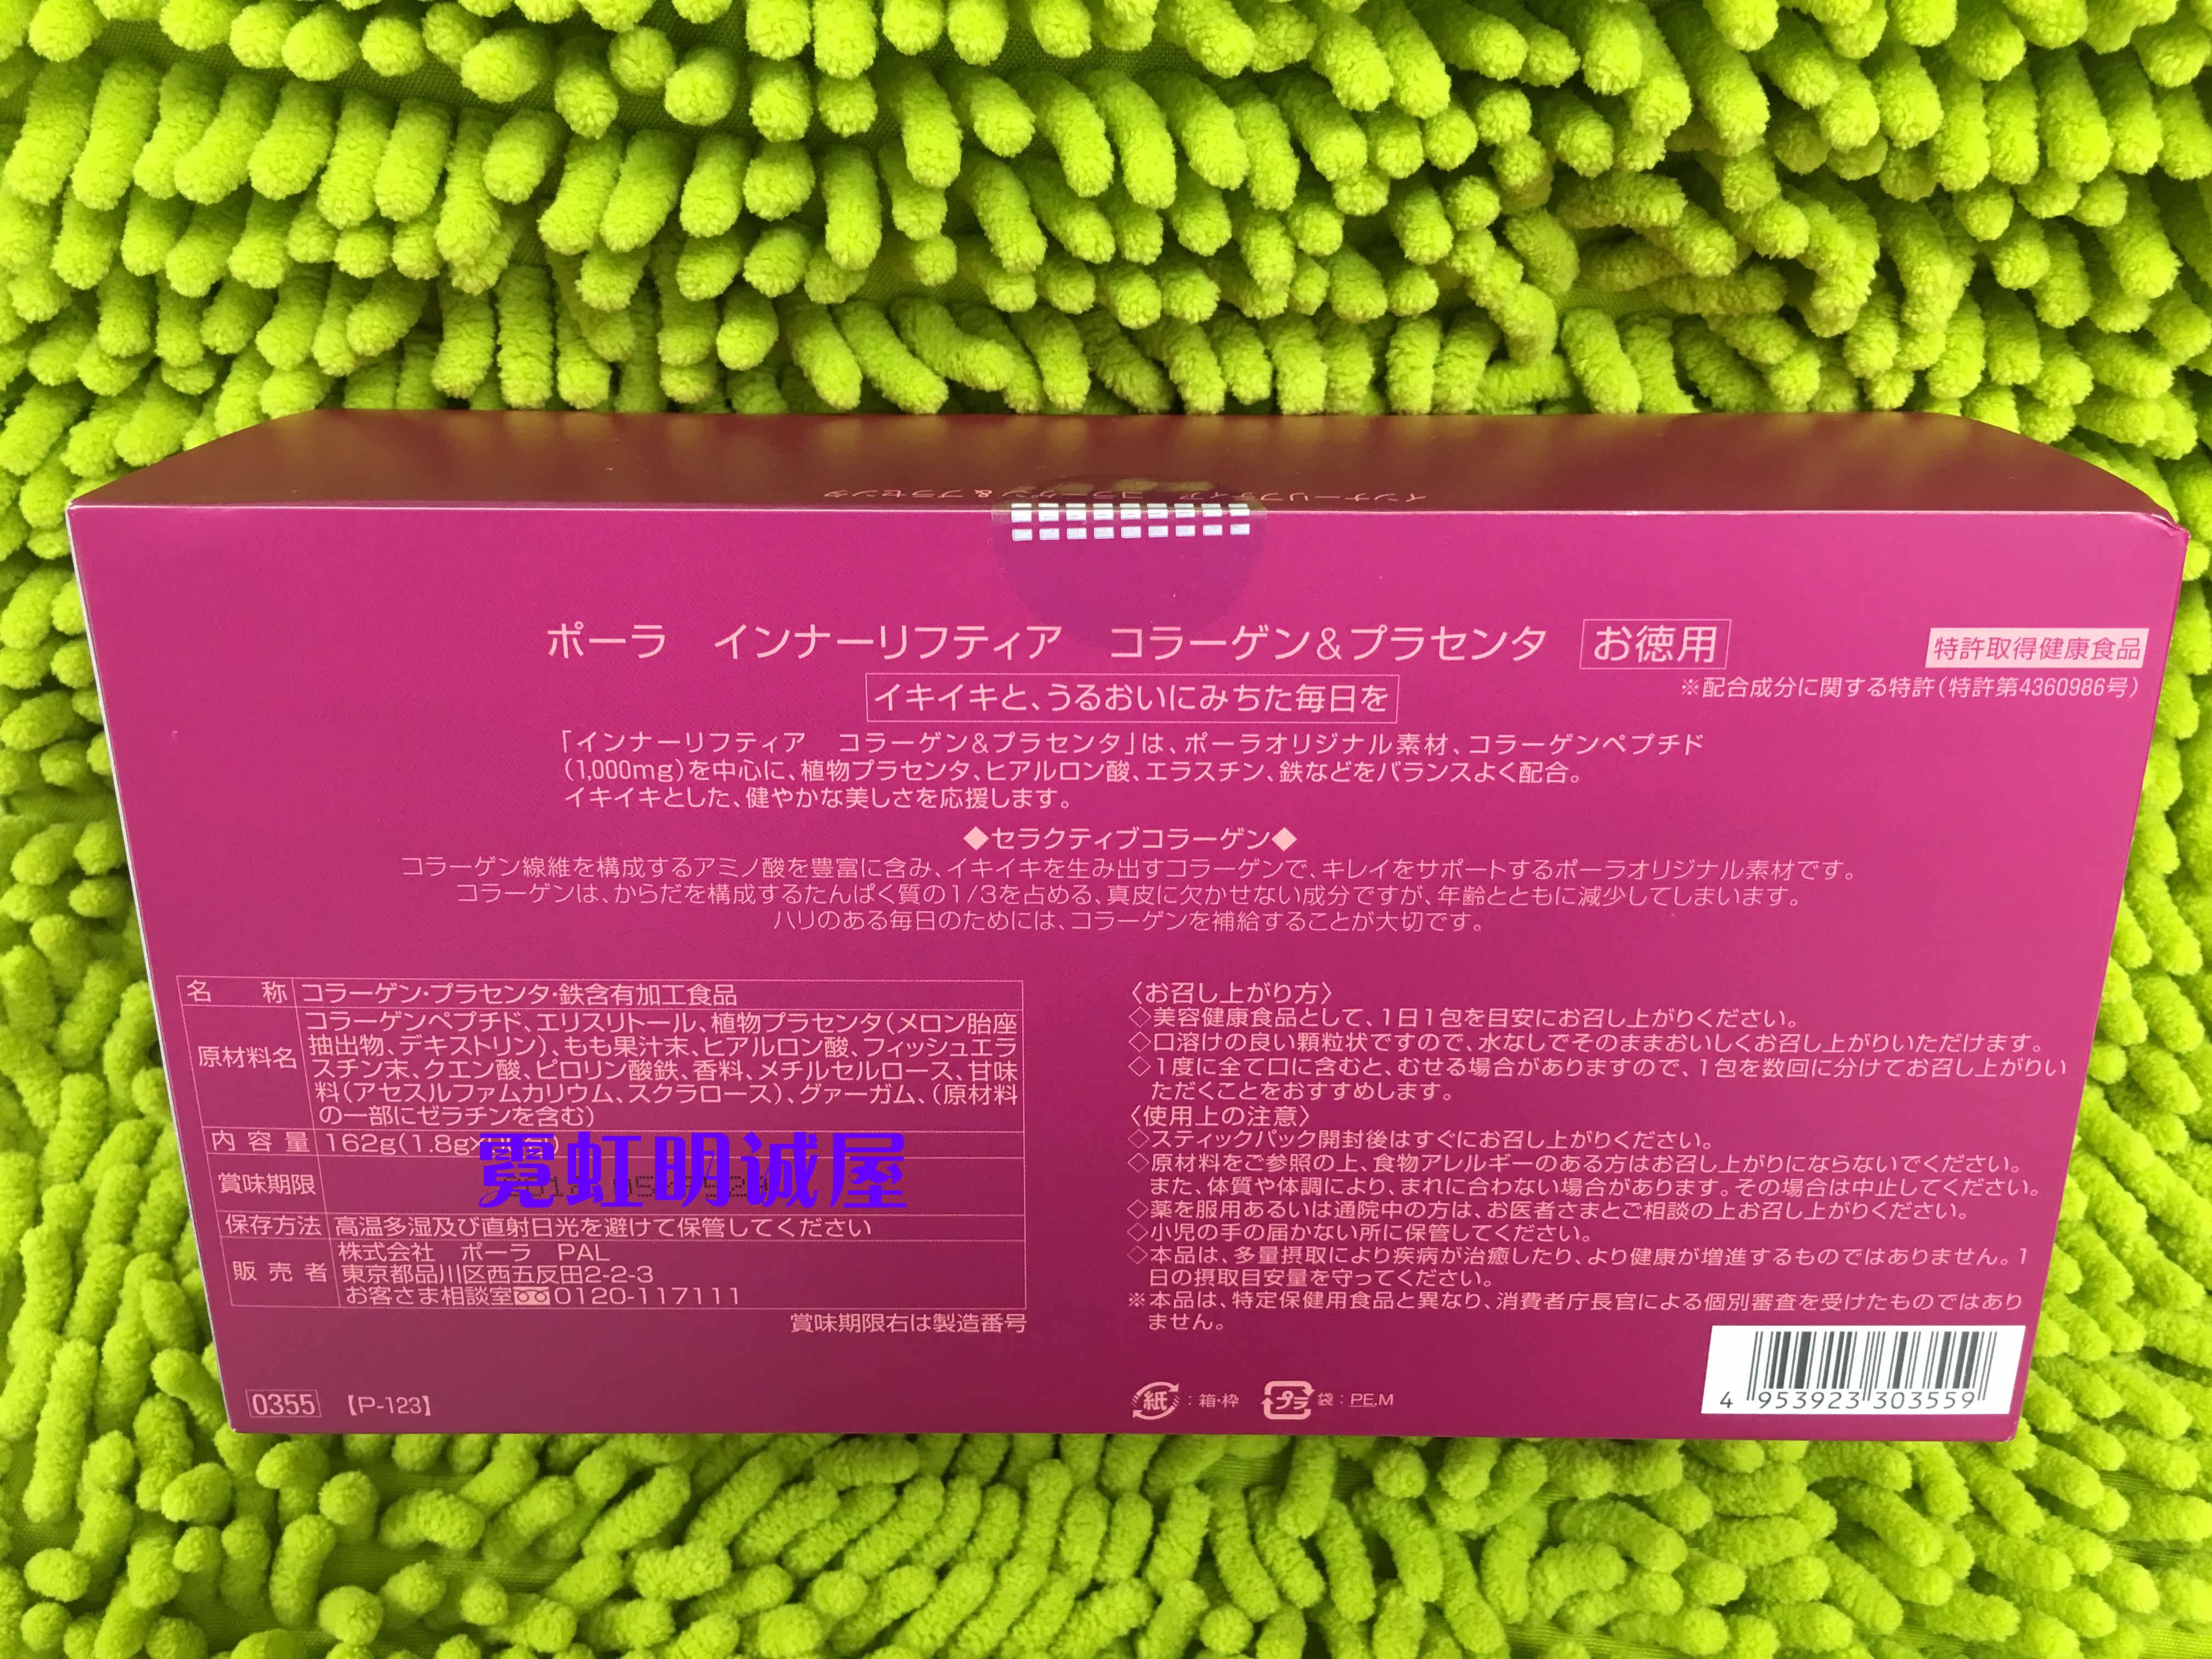 ポーラ　インナーリフティア　コラーゲン&プラセンタ　お徳用
特許取得健康食品
※配合成分に関する特許(特許第4360986号)
イキイキと、うるおいにみちた毎日を
「インナーリフティア　コラーゲン&プラセンタ」は、ポーラオリジナル素材、コラーゲンペプチド
(1,000mg)を中心に、植物プラセンタ、ヒアルロン酸、エラスチン、鉄などをバランスよく配合。
イキイキとした、健やかな美しさを応援します。
◆セラクティブコラーゲン◆
コラーゲン線維を構成するアミノ酸を豊富に含み、イキイキを生み出すコラーゲンで、キレイをサポートするポーラオリジナル素材です。
コラーゲンは、からだを構成するたんぱく質の1/3を占める、真皮に欠かせない成分ですが、年齢とともに減少してしまいます。
ハリのある毎日のためには、コラーゲンを補給することが大切です。
名　称 コラーゲン・プラセンタ・鉄含有加工食品
原材料名 コラーゲンペプチド、エリスリトール、植物プラセンタ(メロン胎座
抽出物、デキストリン)、もも果汁末、ヒアルロン酸、フィッシュエラ
スチン末、クエン酸、ピロリン酸鉄、香料、メチルセルロース、甘味
料(アセスルファムカリウム、スクラロース)、グァーガム、(原材料
の一部にゼラチンを含む)
内容量 162g(1.8g×
霓虹明诚屋
賞味期限
保存方法 高温多湿及び直射日光を避けて保管してください
販売者 株式会社　ポーラ　PAL
東京都品川区西五反田2-2-3
お客さま相談室 0120-117111
賞味期限右は製造番号
0355 【P-123】
〈お召し上がり方〉
◇美容健康食品として、1日1包を目安にお召し上がりください。
◇口溶けの良い顆粒状ですので、水なしでそのままおいしくお召し上がりいただけます。
◇1度に全て口に含むと、むせる場合がありますので、1包を数回に分けてお召し上がりい
ただくことをおすすめします。
〈使用上の注意〉
◇スティックパック開封後はすぐにお召し上がりください。
◇原材料をご参照の上、食物アレルギーのある方はお召し上がりにならないでください。
また、体質や体調により、まれに合わない場合があります。その場合は中止してください。
◇薬を服用あるいは通院中の方は、お医者さまとご相談の上お召し上がりください。
◇小児の手の届かない所に保管してください。
◇本品は、多量摂取により疾病が治癒したり、より健康が増進するものではありません。1
日の摂取目安量を守ってください。
※本品は、特定保健用食品と異なり、消費者庁長官による個別審査を受けたものではあり
ません。
紙：箱・枠　プラ　袋：PE,M
4 953923 303559